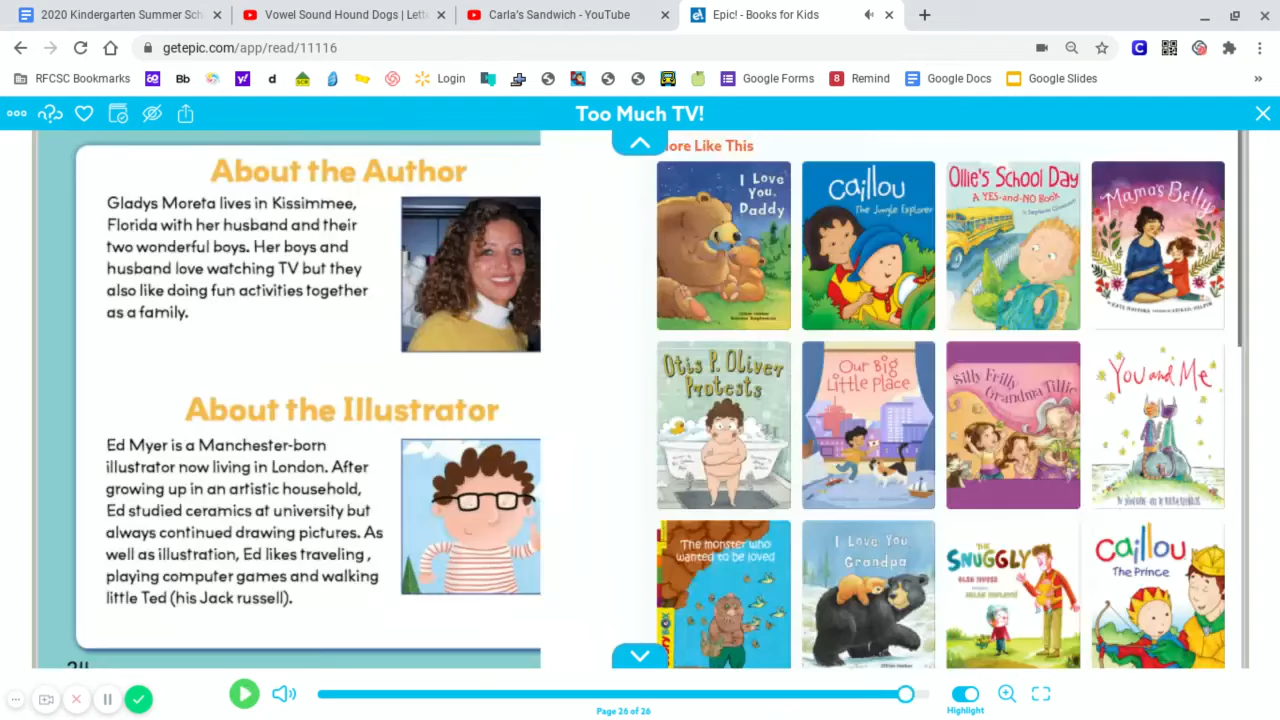 2020 Kindergarten Summer Sch
Vowel Sound Hound Dogs | Lett
Carla's Sandwich - YouTube
Epic! - Books for Kids
getepic.com/app/read/11116
RFCSC Bookmarks
Bb
d
Login
Google Forms
8 Remind
Google Docs
Google Slides
»
Too Much TV!
About the Author
Gladys Moreta lives in Kissimmee,
Florida with her husband and their
two wonderful boys. Her boys and
husband love watching TV but they
also like doing fun activities together
as a family.
About the Illustrator
Ed Myer is a Manchester-born
illustrator now living in London. After
growing up in an artistic household,
Ed studied ceramics at university but
always continued drawing pictures. As
well as illustration, Ed likes traveling ,
playing computer games and walking
little Ted (his Jack russell).
ore Like This
I Love
You,
Daddy
Caillou
The Jungle Explorer
Ollie's School Day
A YES-and-NO Book
Mama's Belly
Otis P. Oliver
Protests
Our Big
Little Place
Silly Frilly
Grandma Tillie
You and Me
The monster who
wanted to be loved
I Love You
Grandpa
THE
SNUGGLY
Caillou
The Prince
Page 26 of 26
Highlight